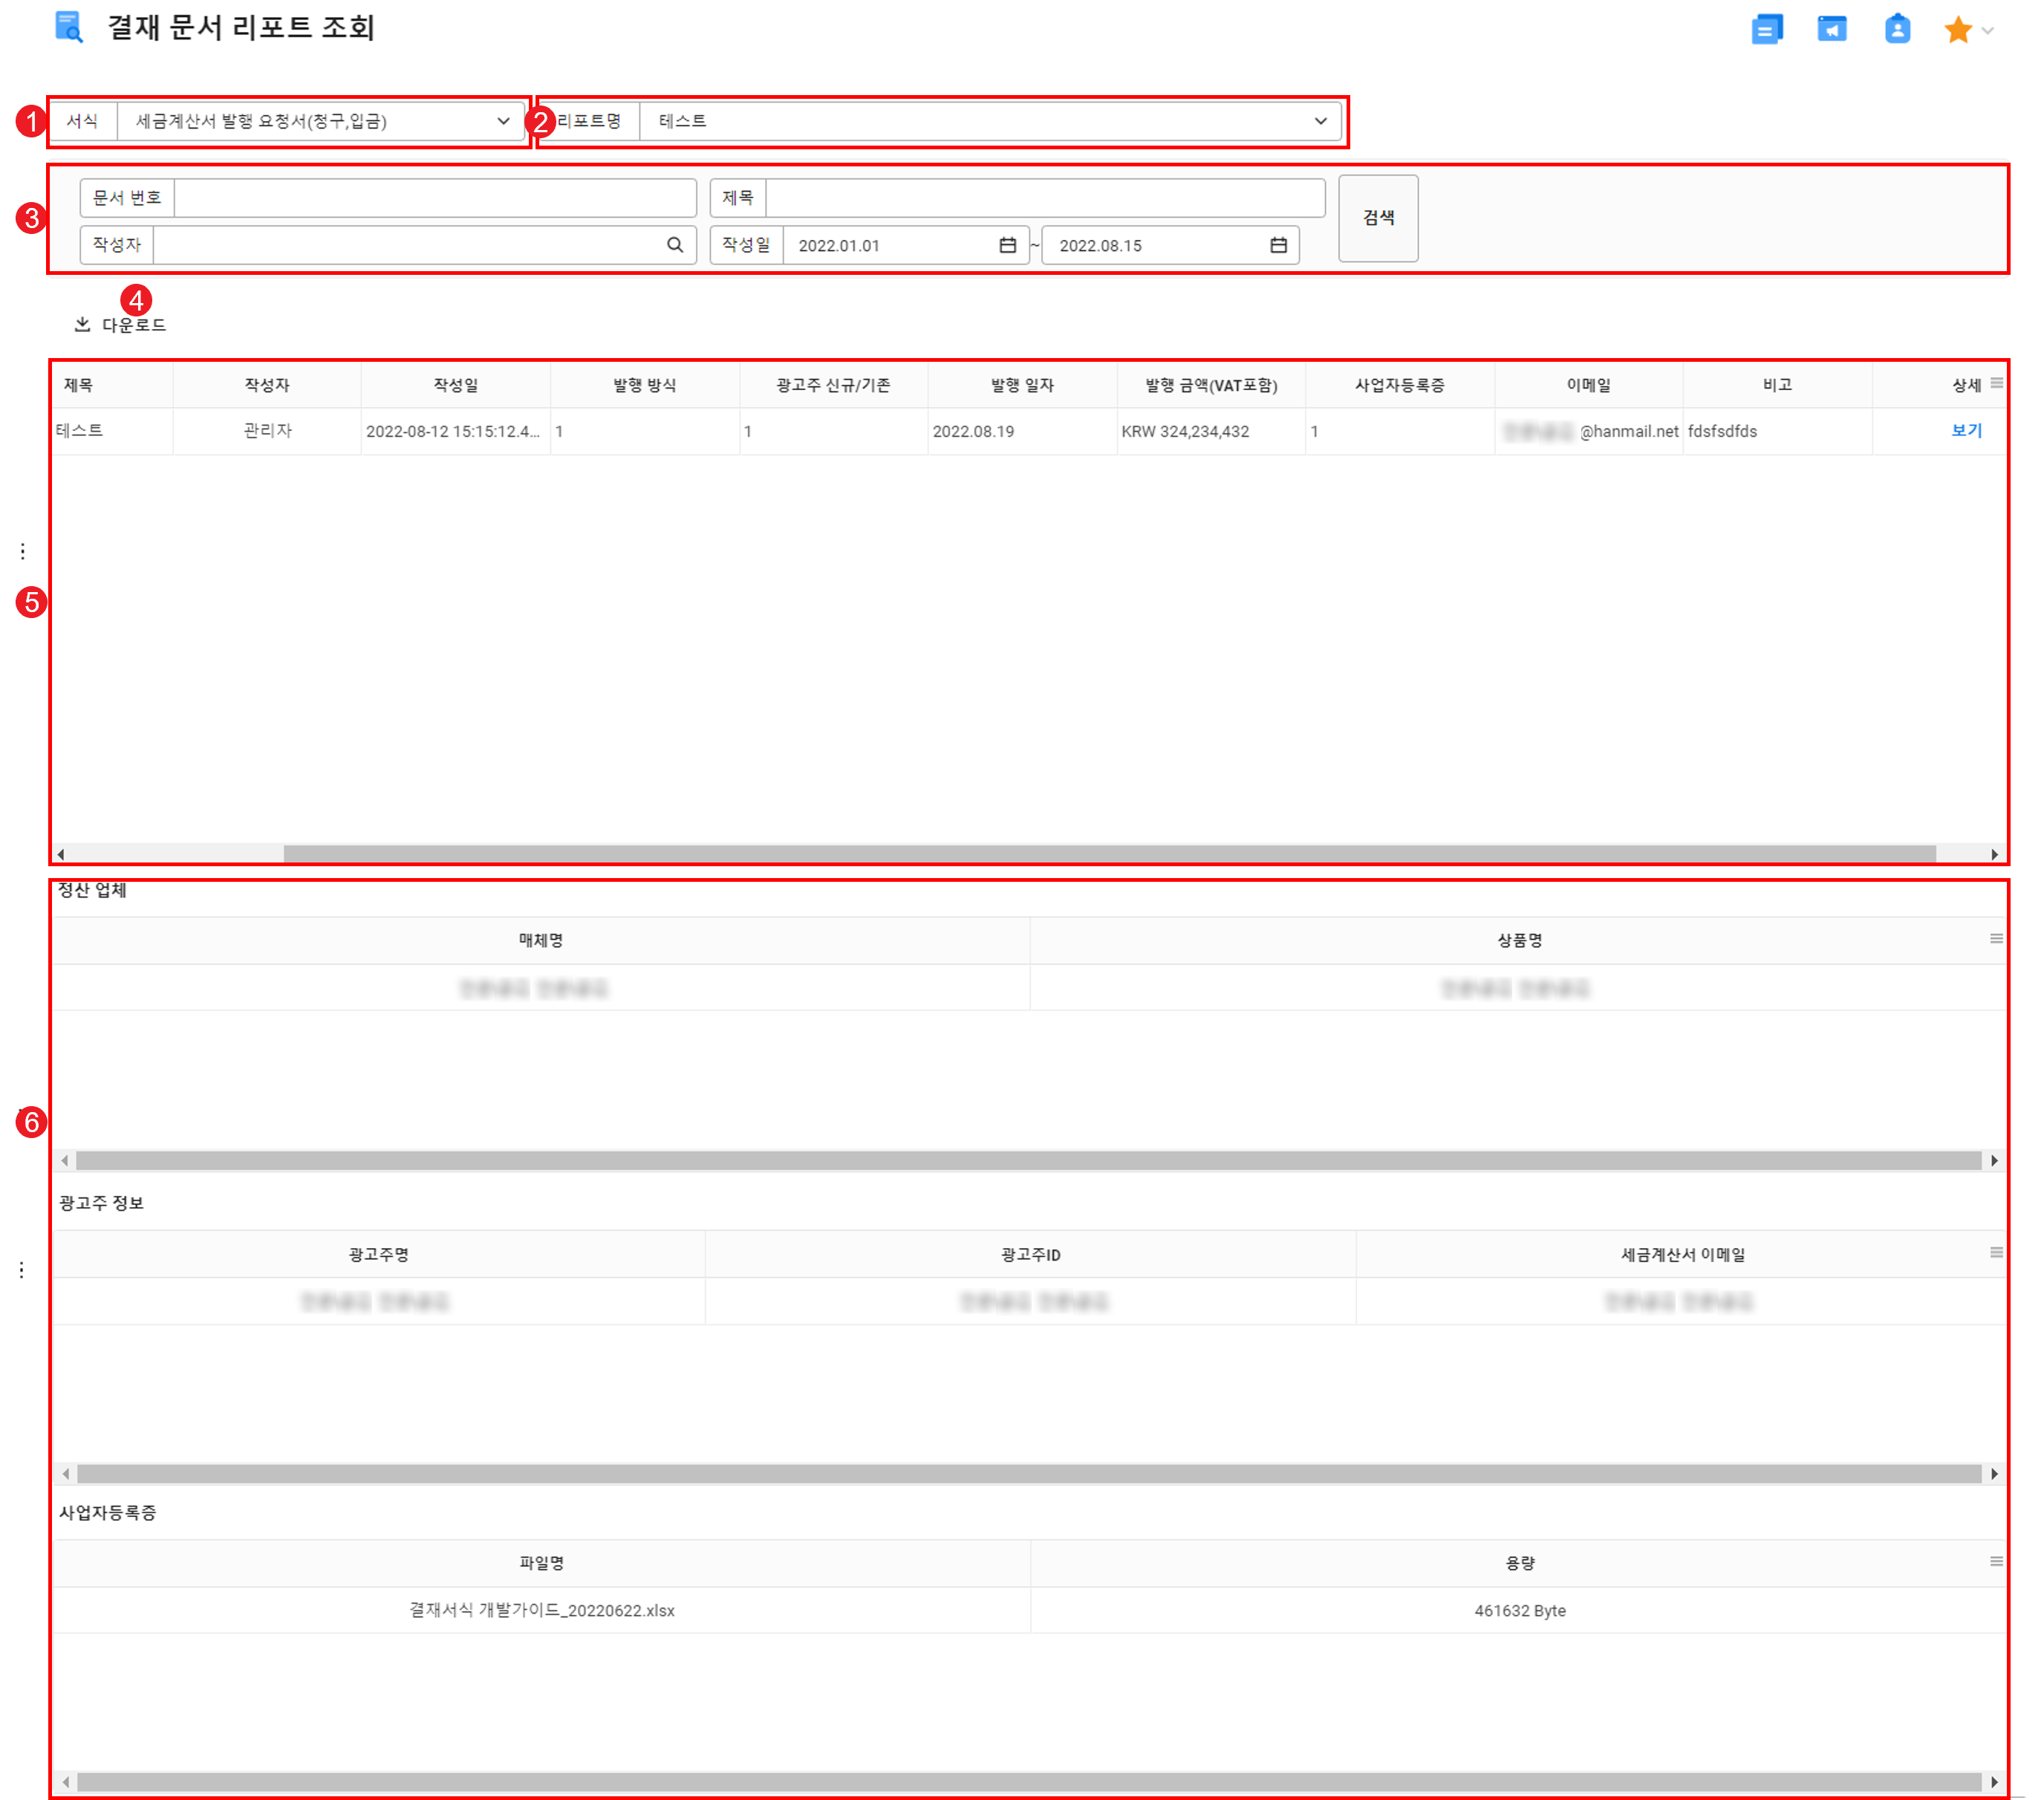 결재 문서 리포트 조회
1 서식 세금계산서 발행 요청서(청구,입금) 2 리포트명 테스트
3
문서 번호 제목 검색
작성자 작성일 2022.01.01 ~ 2022.08.15
4
다운로드
제목 작성자 작성일 발행 방식 광고주 신규/기존 발행 일자 발행 금액(VAT포함) 사업자등록증 이메일 비고 상세
테스트 관리자 2022-08-12 15:15:12.4... 1 1 2022.08.19 KRW 324,234,432 1 @hanmail.net fdsfsdfds 보기
5
정산 업체
매체명 상품명
6
광고주 정보
광고주명 광고주ID 세금계산서 이메일
사업자등록증
파일명 용량
결재서식 개발가이드_20220622.xlsx 461632 Byte